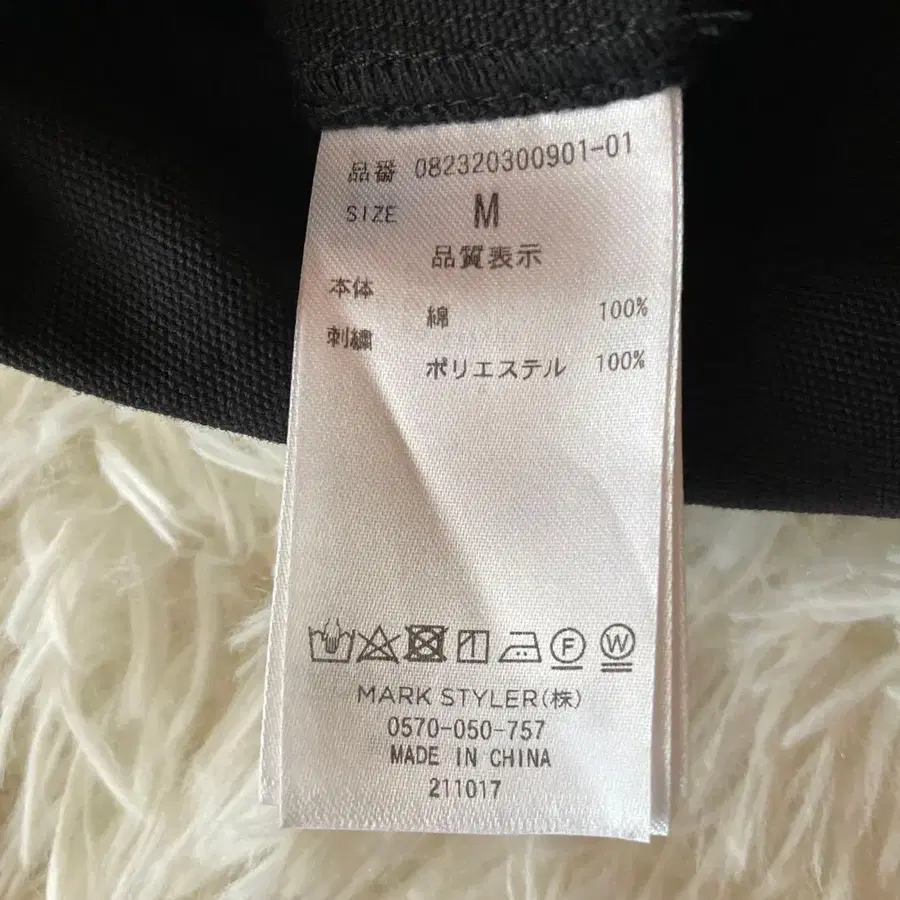 品番 082320300901-01
SIZE M
品質表示
本体
綿 100%
刺繍
ポリエステル 100%
F W
MARK STYLER(株)
0570-050-757
MADE IN CHINA
211017